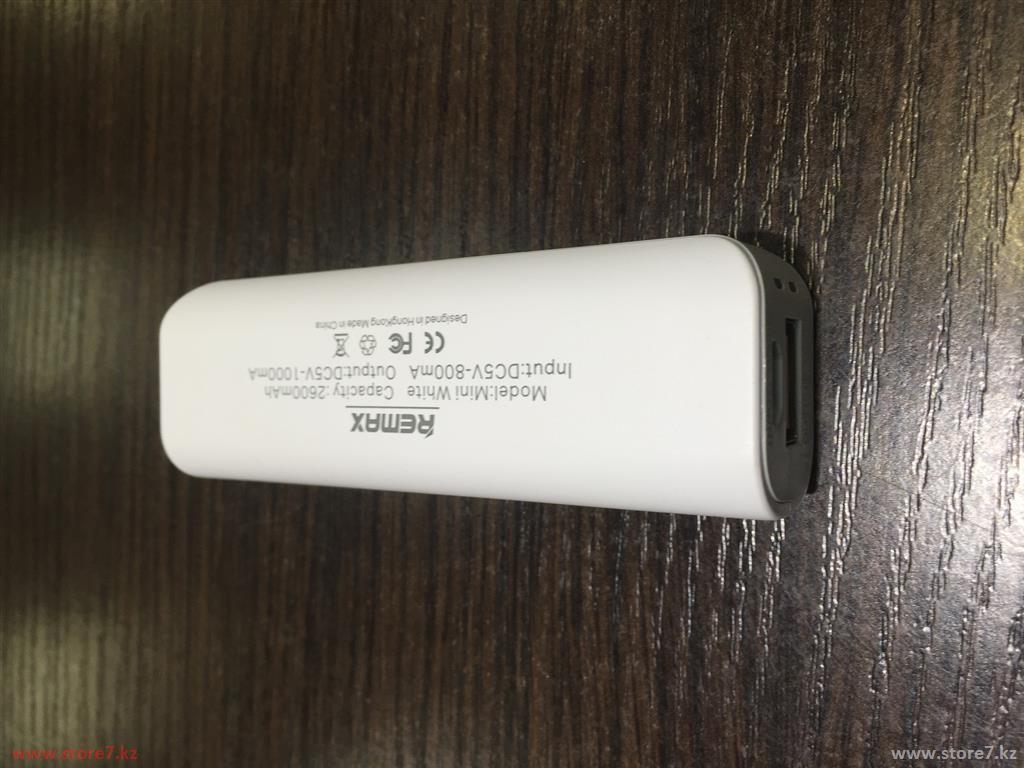 REMAX
Model:Mini White Capacity:2600mAh
Input:DC5V-800mA Output:DC5V-1000mA
CE FC
Designed in HongKong Made in China
www.store7.kz
www.store7.kz